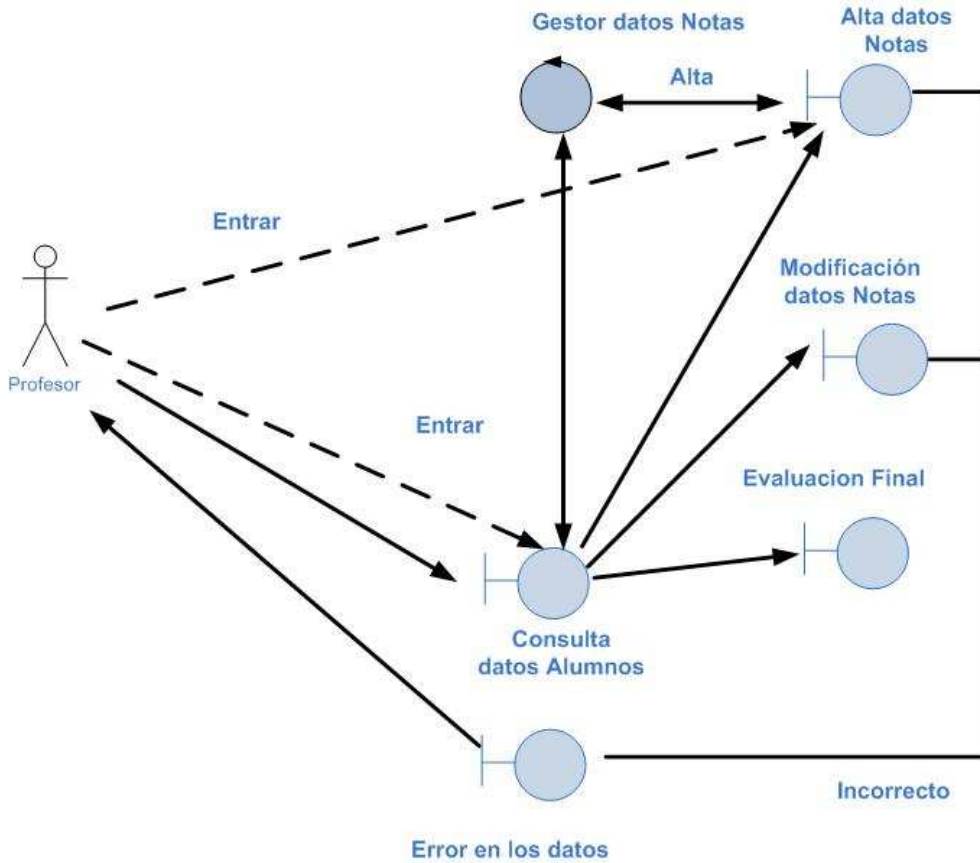 Gestor datos Notas
Alta datos
Notas
Alta
Entrar
Modificación
datos Notas
Profesor
Entrar
Evaluacion Final
Consulta
datos Alumnos
Incorrecto
Error en los datos